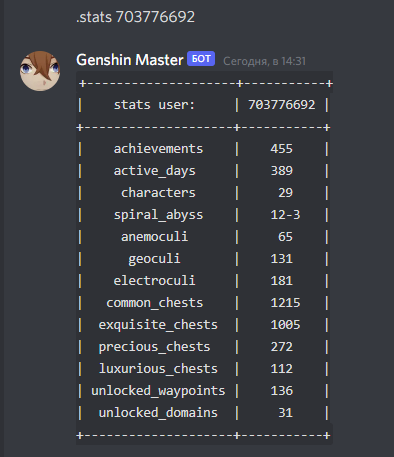 .stats 703776692
Genshin Master БОТ Сегодня, в 14:31
+-------------------+-----------+
| stats user: | 703776692 |
+-------------------+-----------+
| achievements | 455 |
| active_days | 389 |
| characters | 29 |
| spiral_abyss | 12-3 |
| anemoculi | 65 |
| geoculi | 131 |
| electroculi | 181 |
| common_chests | 1215 |
| exquisite_chests | 1005 |
| precious_chests | 272 |
| luxurious_chests | 112 |
| unlocked_waypoints | 136 |
| unlocked_domains | 31 |
+-------------------+-----------+